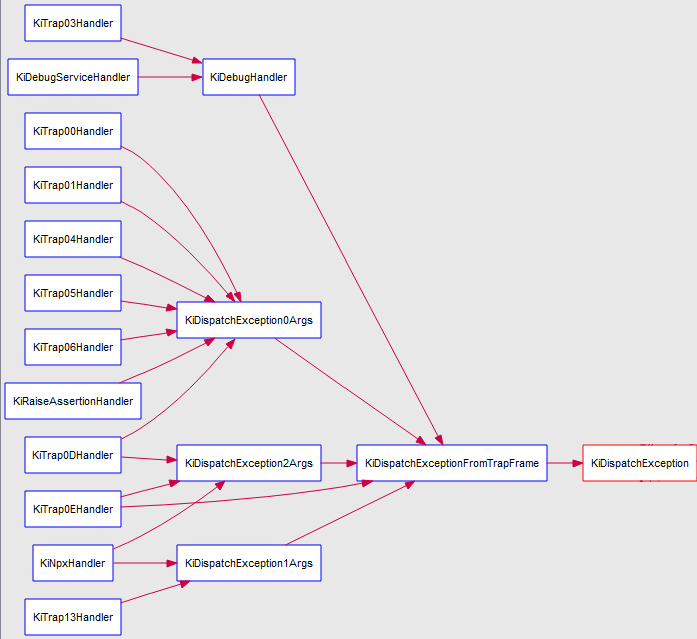 KiTrap03Handler
KiDebugServiceHandler
KiDebugHandler
KiTrap00Handler
KiTrap01Handler
KiTrap04Handler
KiTrap05Handler
KiDispatchException0Args
KiTrap06Handler
KiRaiseAssertionHandler
KiTrap0DHandler
KiDispatchException2Args
KiDispatchExceptionFromTrapFrame
KiDispatchException
KiTrap0EHandler
KiNpxHandler
KiDispatchException1Args
KiTrap13Handler